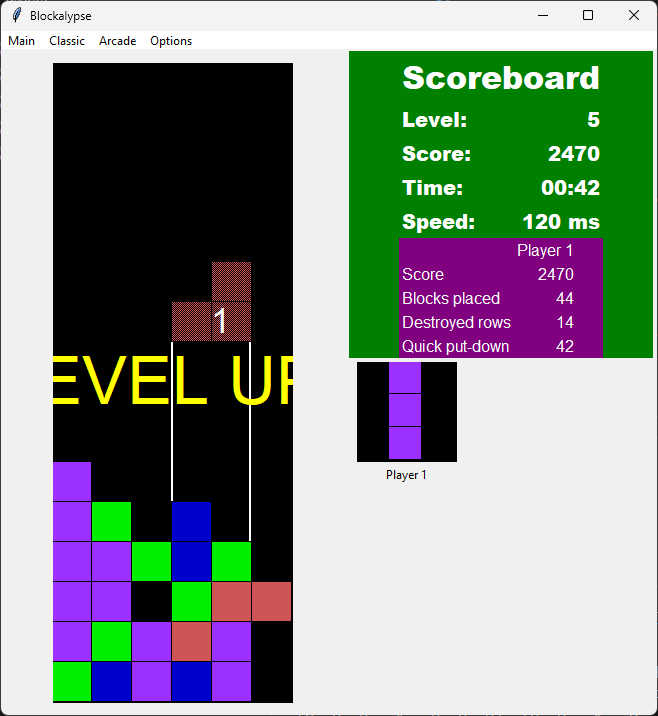 Blockalypse
Main Classic Arcade Options
Scoreboard
Level: 5
Score: 2470
Time: 00:42
Speed: 120 ms
Player 1
Score 2470
Blocks placed 44
Destroyed rows 14
Quick put-down 42
1
EVEL UP
Player 1